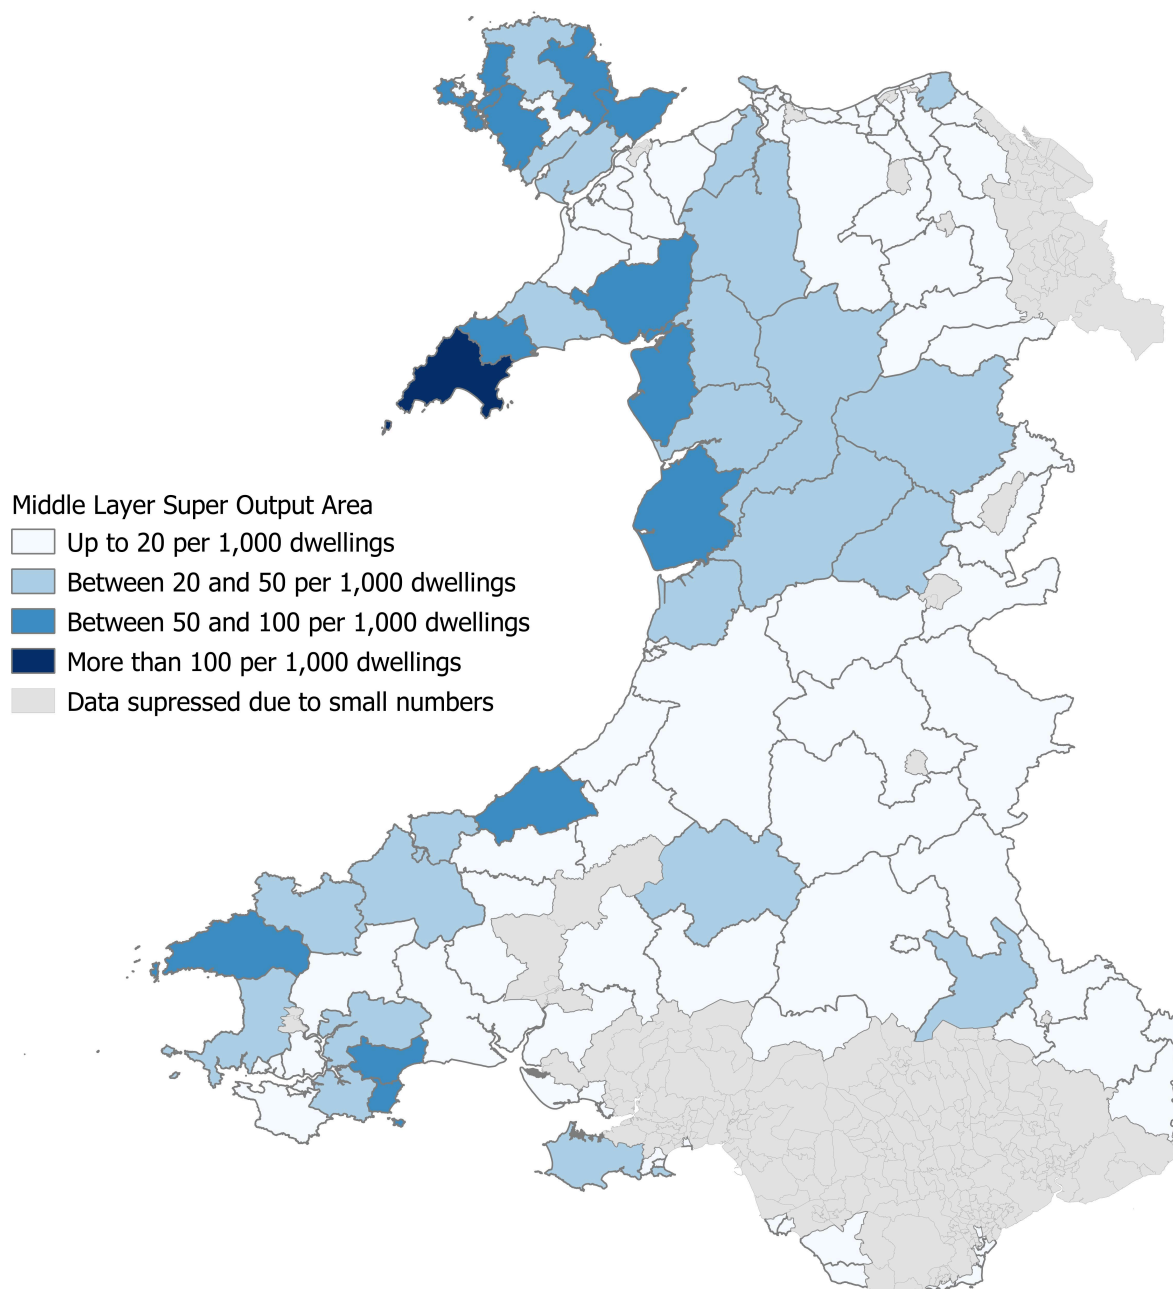 Middle Layer Super Output Area
Up to 20 per 1,000 dwellings
Between 20 and 50 per 1,000 dwellings
Between 50 and 100 per 1,000 dwellings
More than 100 per 1,000 dwellings
Data supressed due to small numbers